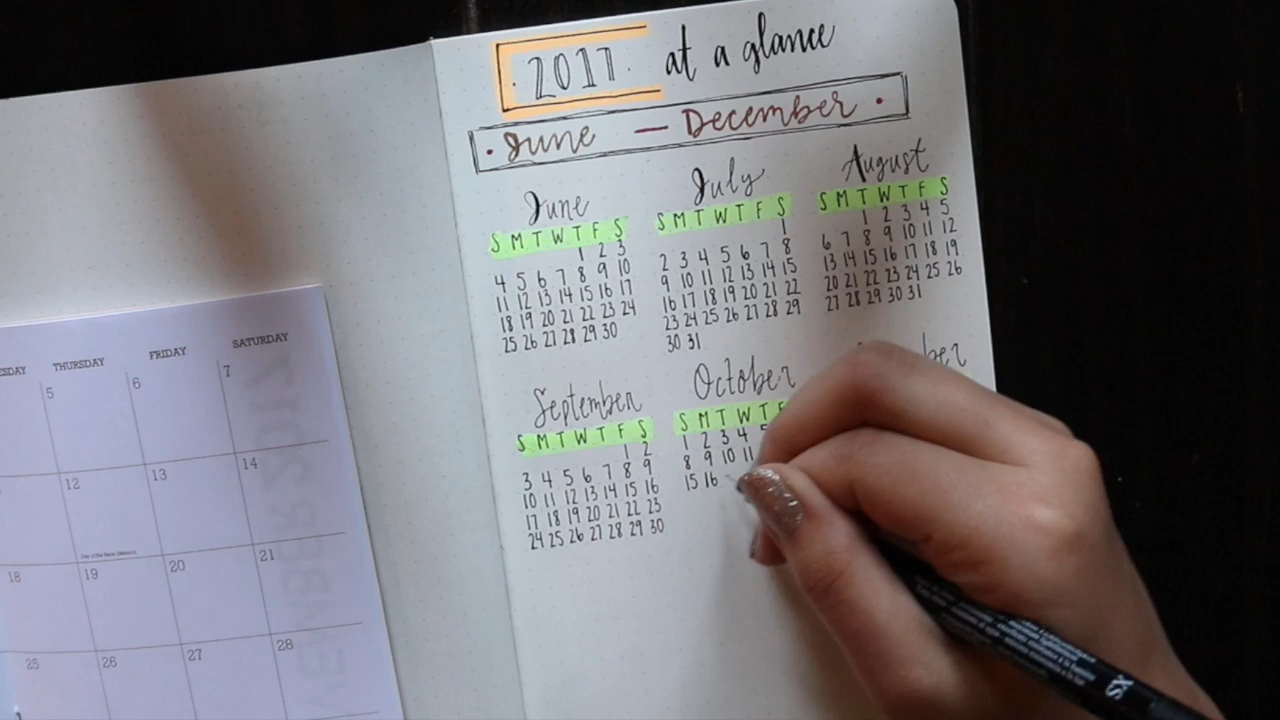 2017 at a glance
June — December
June
S M T W T F S
1 2 3
4 5 6 7 8 9 10
11 12 13 14 15 16 17
18 19 20 21 22 23 24
25 26 27 28 29 30
July
S M T W T F S
1
2 3 4 5 6 7 8
9 10 11 12 13 14 15
16 17 18 19 20 21 22
23 24 25 26 27 28 29
30 31
August
S M T W T F S
1 2 3 4 5
6 7 8 9 10 11 12
13 14 15 16 17 18 19
20 21 22 23 24 25 26
27 28 29 30 31
September
S M T W T F S
1 2
3 4 5 6 7 8 9
10 11 12 13 14 15 16
17 18 19 20 21 22 23
24 25 26 27 28 29 30
October
S M T W T F
1 2 3 4
8 9 10 11
15 16
ber
SDAY THURSDAY FRIDAY SATURDAY
5 6 7
12 13 14
18 19 20 21
25 26 27 28